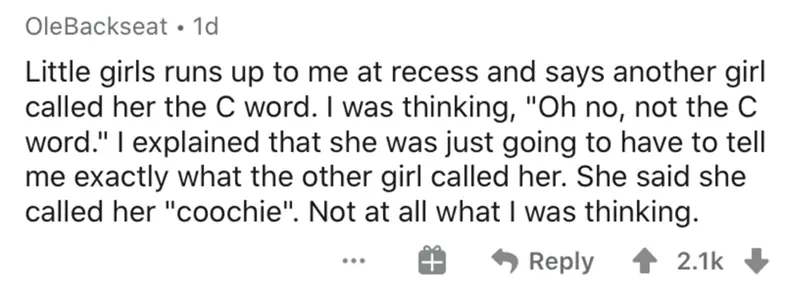 OleBackseat • 1d
Little girls runs up to me at recess and says another girl
called her the C word. I was thinking, "Oh no, not the C
word." I explained that she was just going to have to tell
me exactly what the other girl called her. She said she
called her "coochie". Not at all what I was thinking.
... Reply 2.1k